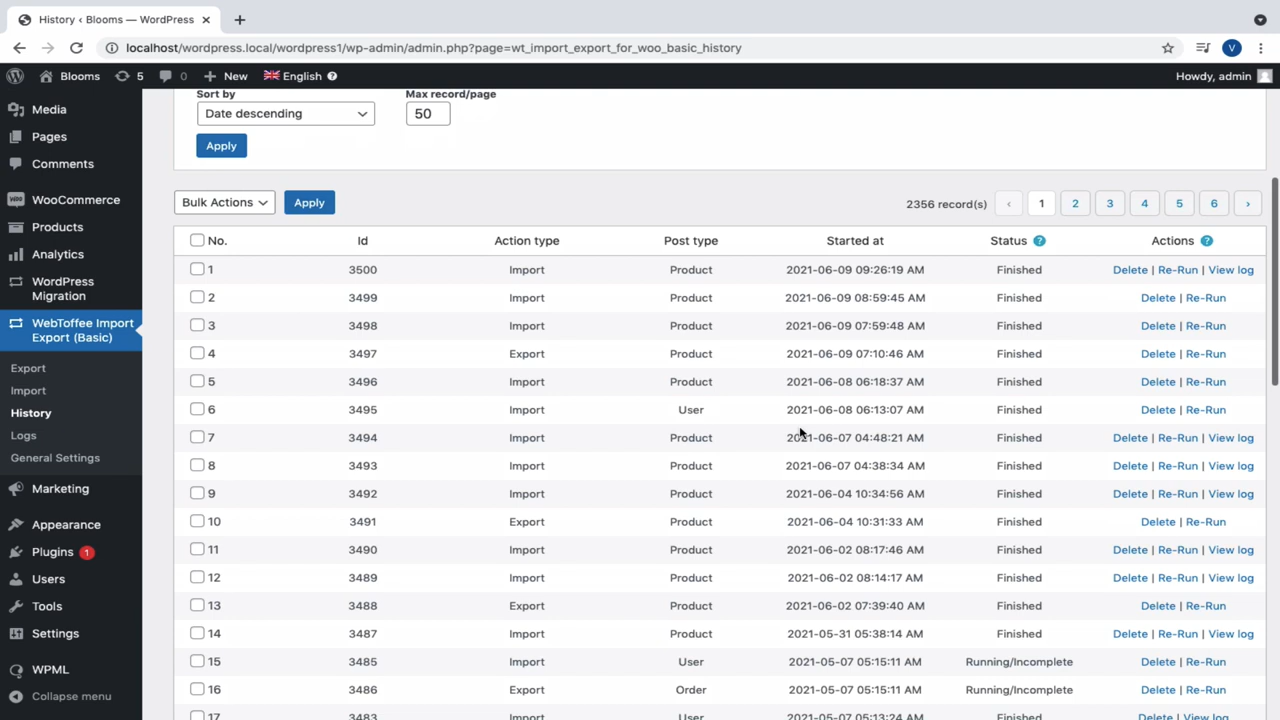 History ‹ Blooms — WordPress
localhost/wordpress.local/wordpress1/wp-admin/admin.php?page=wt_import_export_for_woo_basic_history
V
Blooms 5 0 New English ? Howdy, admin
Media
Pages
Comments
WooCommerce
Products
Analytics
WordPress
Migration
WebToffee Import
Export (Basic)
Export
Import
History
Logs
General Settings
Marketing
Appearance
Plugins 1
Users
Tools
Settings
WPML
Collapse menu
Sort by Max record/page
Date descending 50
Apply
Bulk Actions Apply 2356 record(s) ‹ 1 2 3 4 5 6 ›
No. Id Action type Post type Started at Status ? Actions ?
1 3500 Import Product 2021-06-09 09:26:19 AM Finished Delete | Re-Run | View log
2 3499 Import Product 2021-06-09 08:59:45 AM Finished Delete | Re-Run
3 3498 Import Product 2021-06-09 07:59:48 AM Finished Delete | Re-Run
4 3497 Export Product 2021-06-09 07:10:46 AM Finished Delete | Re-Run
5 3496 Import Product 2021-06-08 06:18:37 AM Finished Delete | Re-Run
6 3495 Import User 2021-06-08 06:13:07 AM Finished Delete | Re-Run
7 3494 Import Product 2021-06-07 04:48:21 AM Finished Delete | Re-Run | View log
8 3493 Import Product 2021-06-07 04:38:34 AM Finished Delete | Re-Run | View log
9 3492 Import Product 2021-06-04 10:34:56 AM Finished Delete | Re-Run | View log
10 3491 Export Product 2021-06-04 10:31:33 AM Finished Delete | Re-Run
11 3490 Import Product 2021-06-02 08:17:46 AM Finished Delete | Re-Run | View log
12 3489 Import Product 2021-06-02 08:14:17 AM Finished Delete | Re-Run | View log
13 3488 Export Product 2021-06-02 07:39:40 AM Finished Delete | Re-Run
14 3487 Import Product 2021-05-31 05:38:14 AM Finished Delete | Re-Run | View log
15 3485 Import User 2021-05-07 05:15:11 AM Running/Incomplete Delete | Re-Run
16 3486 Export Order 2021-05-07 05:15:11 AM Running/Incomplete Delete | Re-Run
17 3483 Import User 2021-05-07 05:13:24 AM Finished Delete | View log